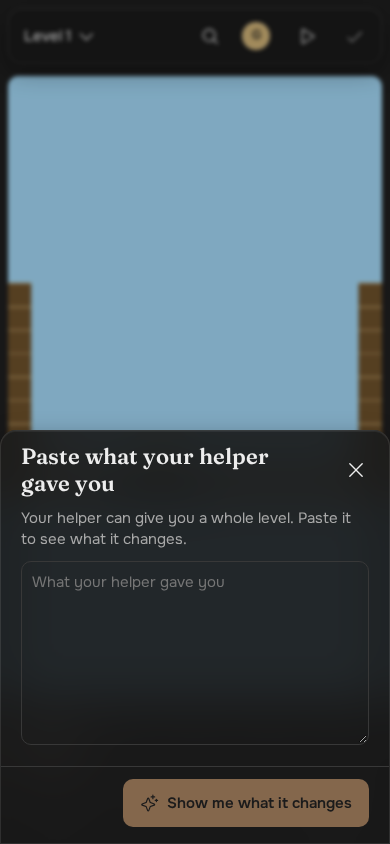 Level 1
Paste what your helper
gave you
Your helper can give you a whole level. Paste it
to see what it changes.
What your helper gave you
Show me what it changes